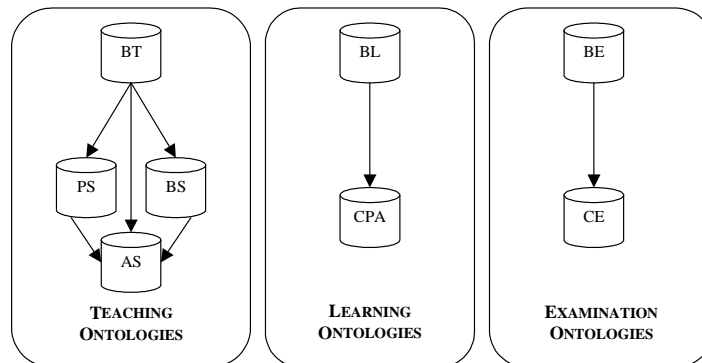 BT
PS
BS
AS
TEACHING
ONTOLOGIES
BL
CPA
LEARNING
ONTOLOGIES
BE
CE
EXAMINATION
ONTOLOGIES